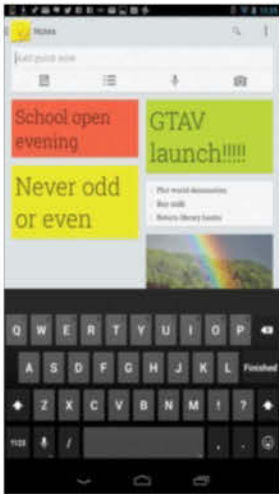 Notes
Add quick note
School open
evening
GTAV
launch!!!!!
Never odd
or even
Plot world domination
Buy milk
Return library books
Q W E R T Y U I O P
A S D F G H J K L Finished
Z X C V B N M ! ?
?123 / , .